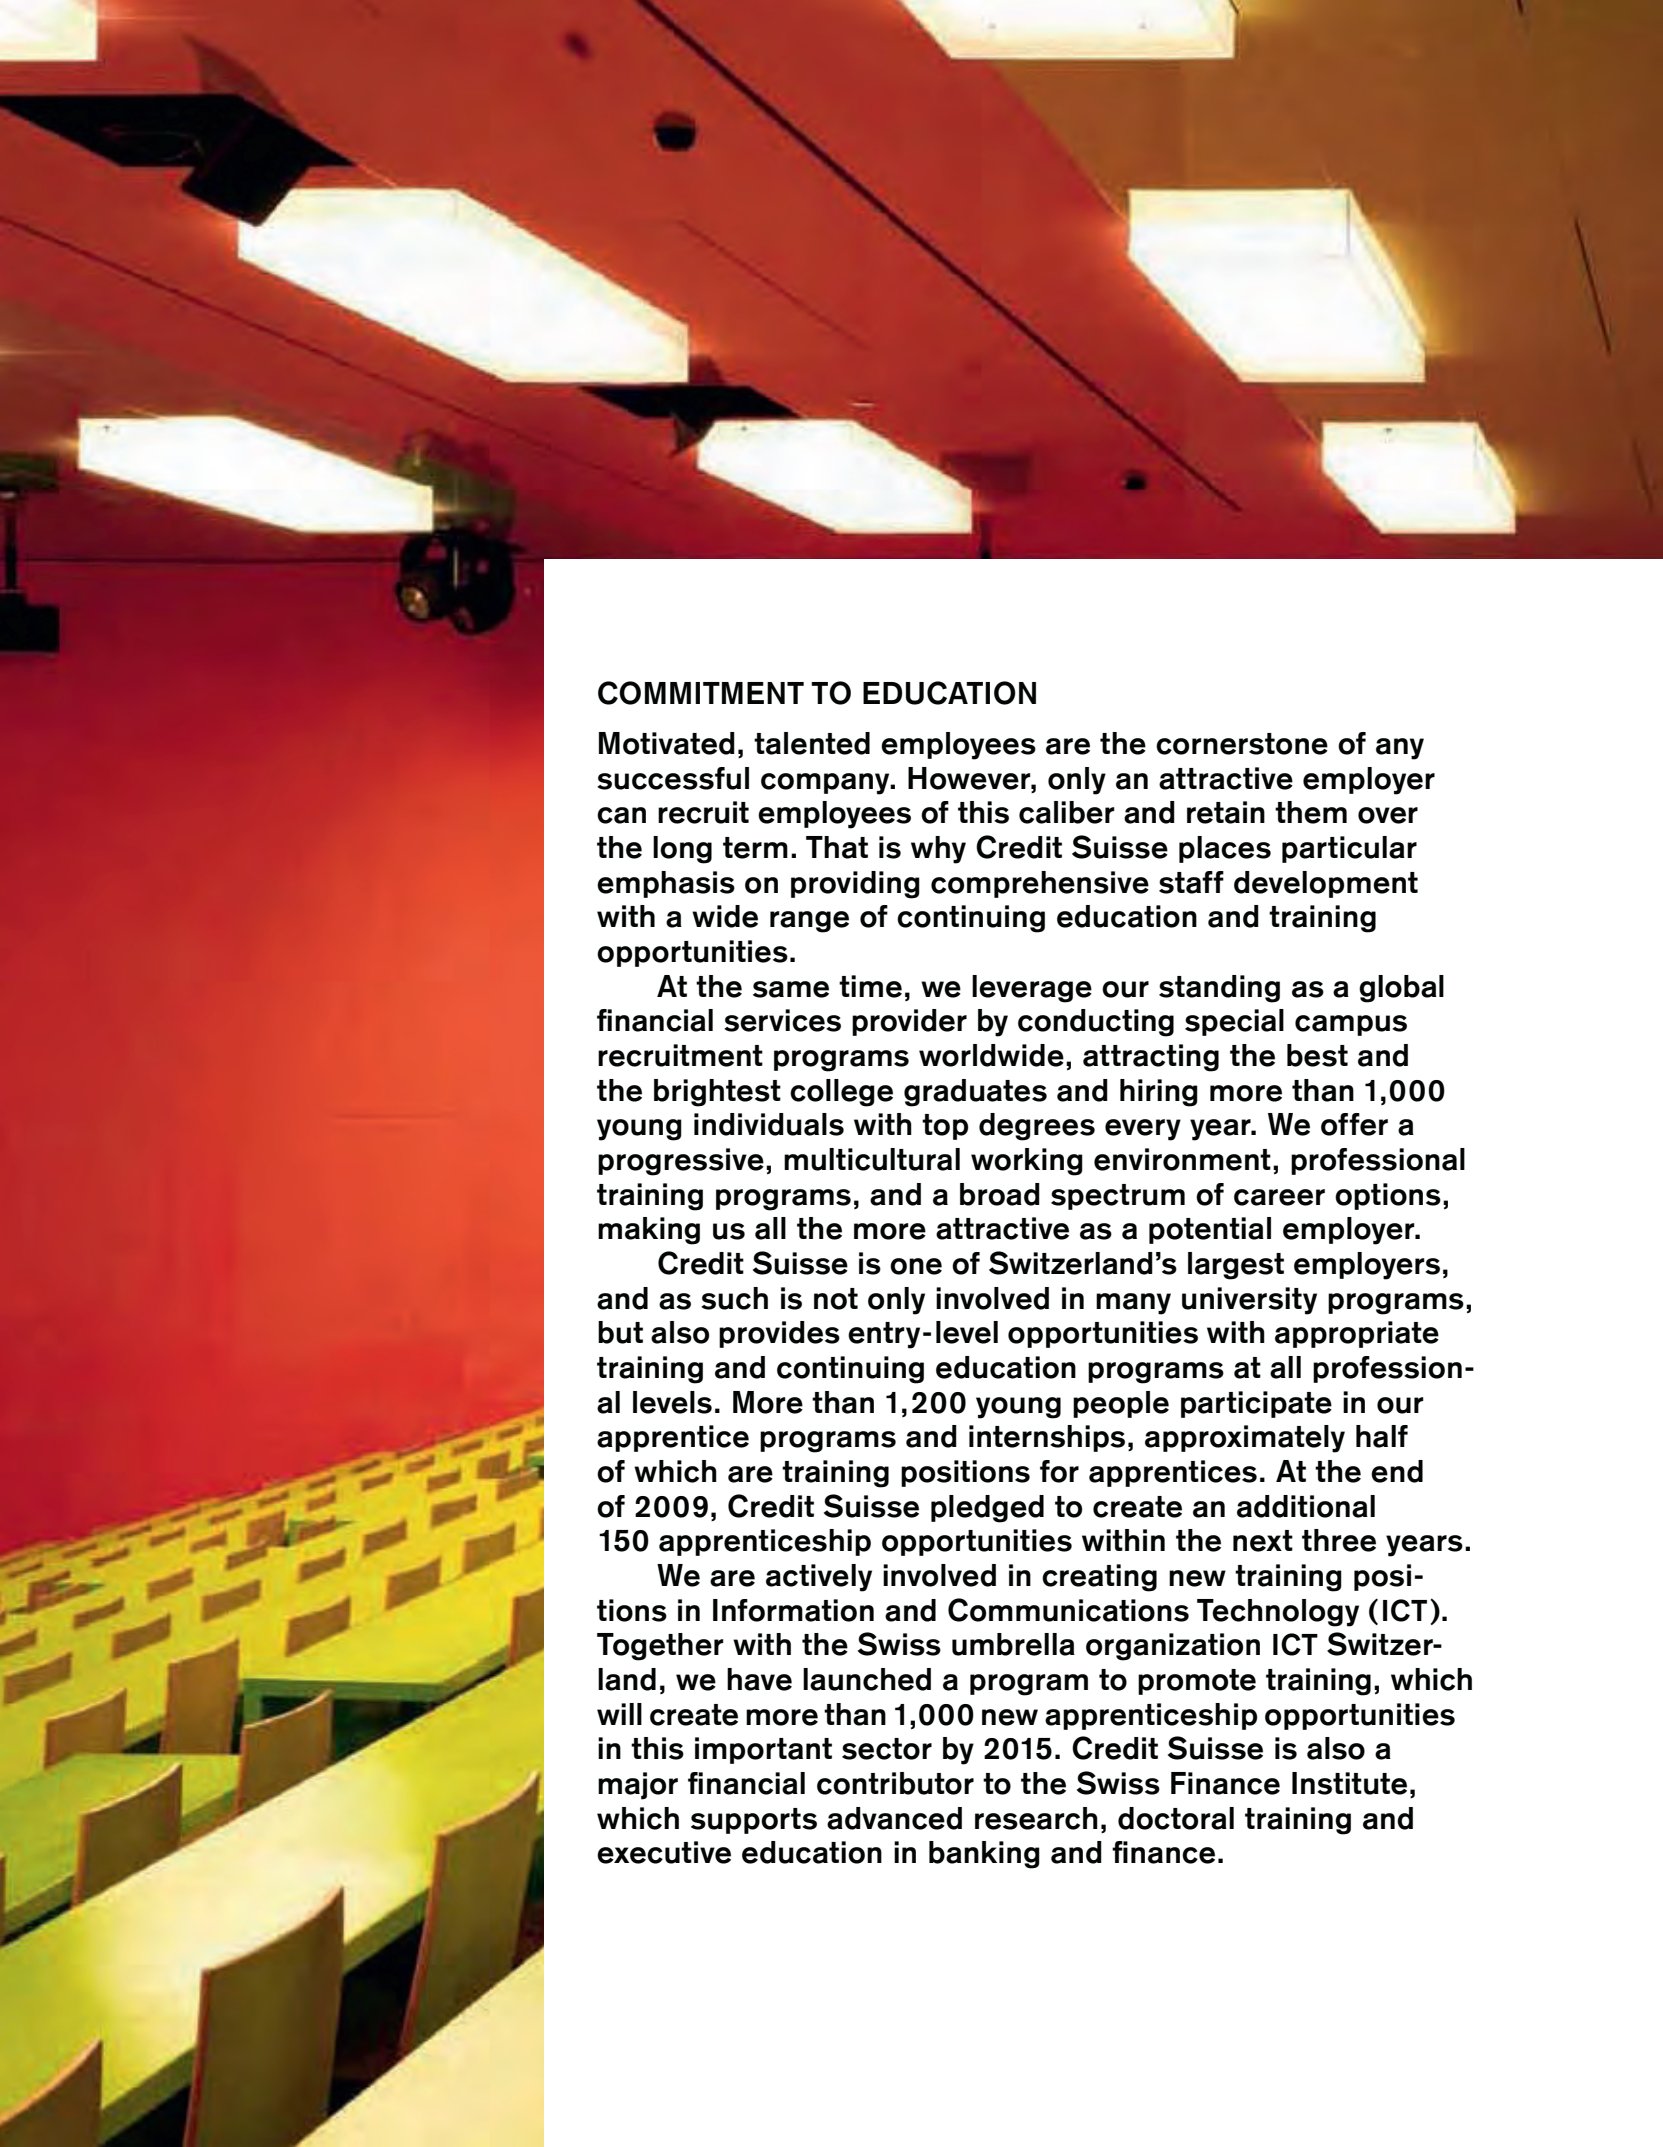 COMMITMENT TO EDUCATION
Motivated, talented employees are the cornerstone of any
successful company. However, only an attractive employer
can recruit employees of this caliber and retain them over
the long term. That is why Credit Suisse places particular
emphasis on providing comprehensive staff development
with a wide range of continuing education and training
opportunities.
At the same time, we leverage our standing as a global
financial services provider by conducting special campus
recruitment programs worldwide, attracting the best and
the brightest college graduates and hiring more than 1,000
young individuals with top degrees every year. We offer a
progressive, multicultural working environment, professional
training programs, and a broad spectrum of career options,
making us all the more attractive as a potential employer.
Credit Suisse is one of Switzerland’s largest employers,
and as such is not only involved in many university programs,
but also provides entry-level opportunities with appropriate
training and continuing education programs at all profession-
al levels. More than 1,200 young people participate in our
apprentice programs and internships, approximately half
of which are training positions for apprentices. At the end
of 2009, Credit Suisse pledged to create an additional
150 apprenticeship opportunities within the next three years.
We are actively involved in creating new training posi-
tions in Information and Communications Technology (ICT).
Together with the Swiss umbrella organization ICT Switzer-
land, we have launched a program to promote training, which
will create more than 1,000 new apprenticeship opportunities
in this important sector by 2015. Credit Suisse is also a
major financial contributor to the Swiss Finance Institute,
which supports advanced research, doctoral training and
executive education in banking and finance.